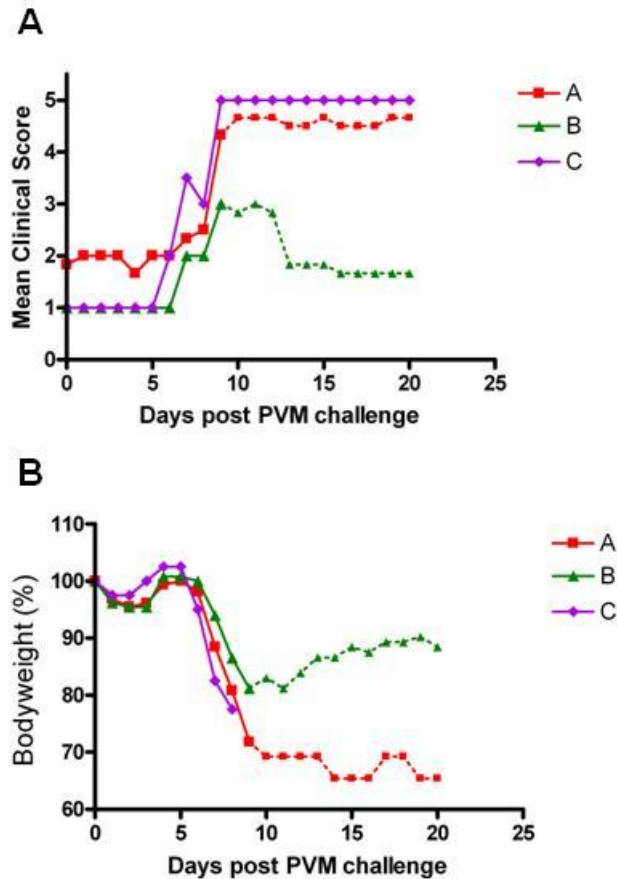 A
Mean Clinical Score
5
4
3
2
1
0
0 5 10 15 20 25
Days post PVM challenge
A
B
C
B
Bodyweight (%)
110
100
90
80
70
60
0 5 10 15 20 25
Days post PVM challenge
A
B
C